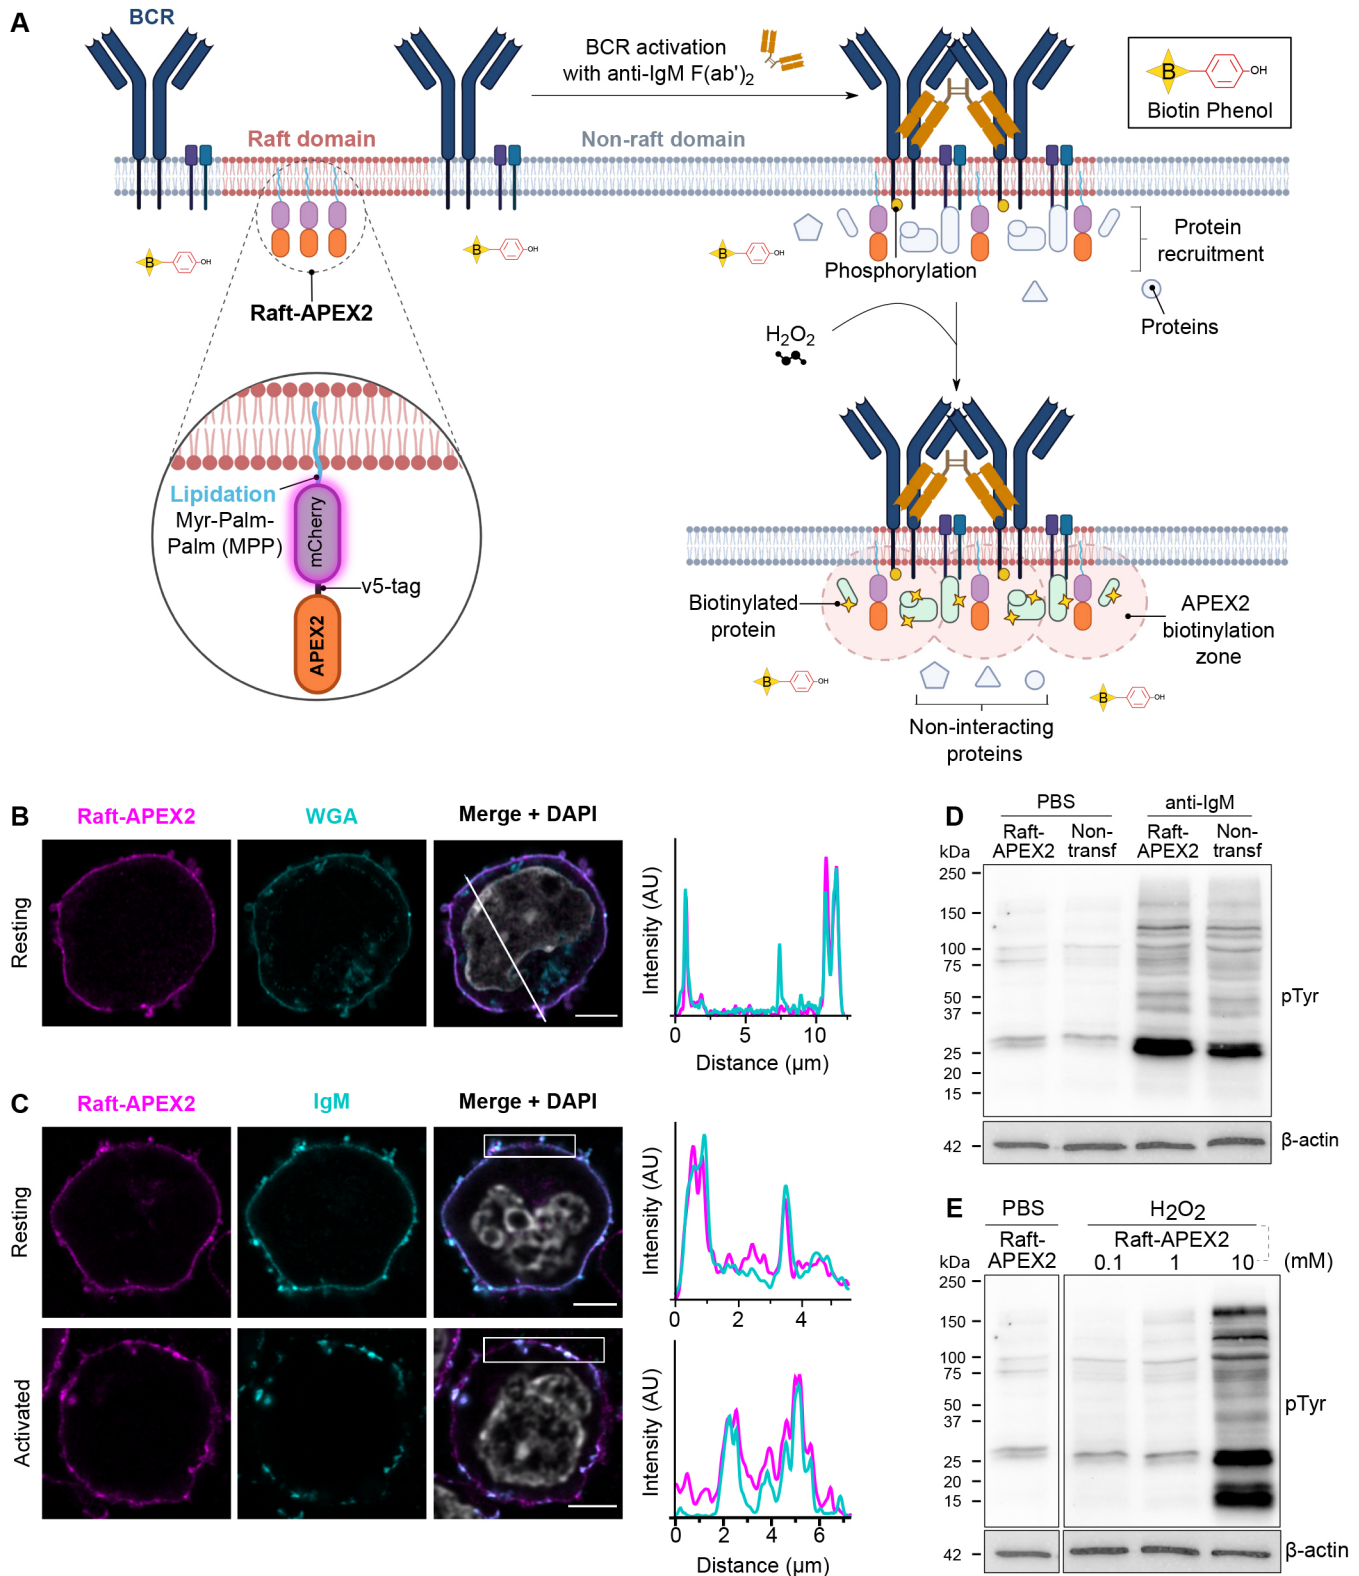 A
BCR
BCR activation
with anti-IgM F(ab')2
B
OH
Biotin Phenol
Raft domain
Non-raft domain
B
OH
B
OH
B
OH
Raft-APEX2
Phosphorylation
Protein
recruitment
Proteins
H2O2
Lipidation
Myr-Palm-
Palm (MPP)
mCherry
v5-tag
APEX2
Biotinylated
protein
APEX2
biotinylation
zone
B
OH
B
OH
Non-interacting
proteins
B
Raft-APEX2
WGA
Merge + DAPI
Resting
Intensity (AU)
0
5
10
Distance (µm)
C
Raft-APEX2
IgM
Merge + DAPI
Resting
Intensity (AU)
0
2
4
Activated
Intensity (AU)
0
2
4
6
Distance (µm)
D
PBS
anti-IgM
kDa
Raft-
APEX2
Non-
transf
Raft-
APEX2
Non-
transf
250
150
100
75
50
37
25
20
15
pTyr
42
β-actin
E
PBS
H2O2
Raft-
APEX2
Raft-APEX2
kDa
0.1
1
10
(mM)
250
150
100
75
50
37
25
20
15
pTyr
42
β-actin